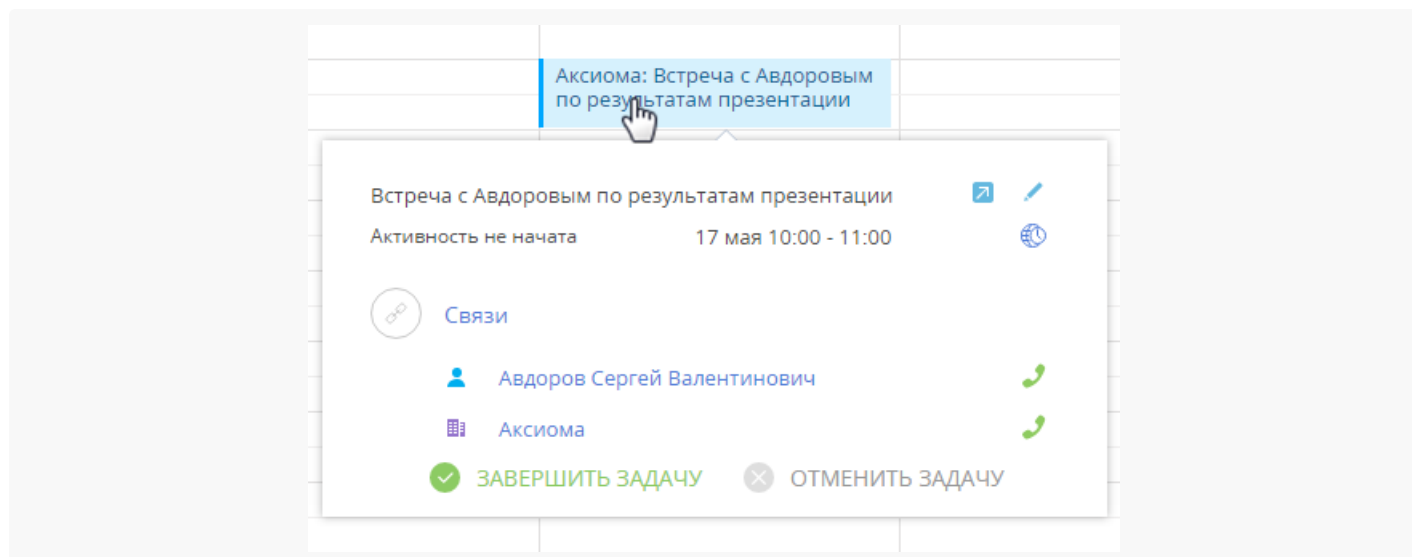 Аксиома: Встреча с Авдоровым
по результатам презентации
Встреча с Авдоровым по результатам презентации
Активность не начата 17 мая 10:00 - 11:00
Связи
Авдоров Сергей Валентинович
Аксиома
ЗАВЕРШИТЬ ЗАДАЧУ ОТМЕНИТЬ ЗАДАЧУ